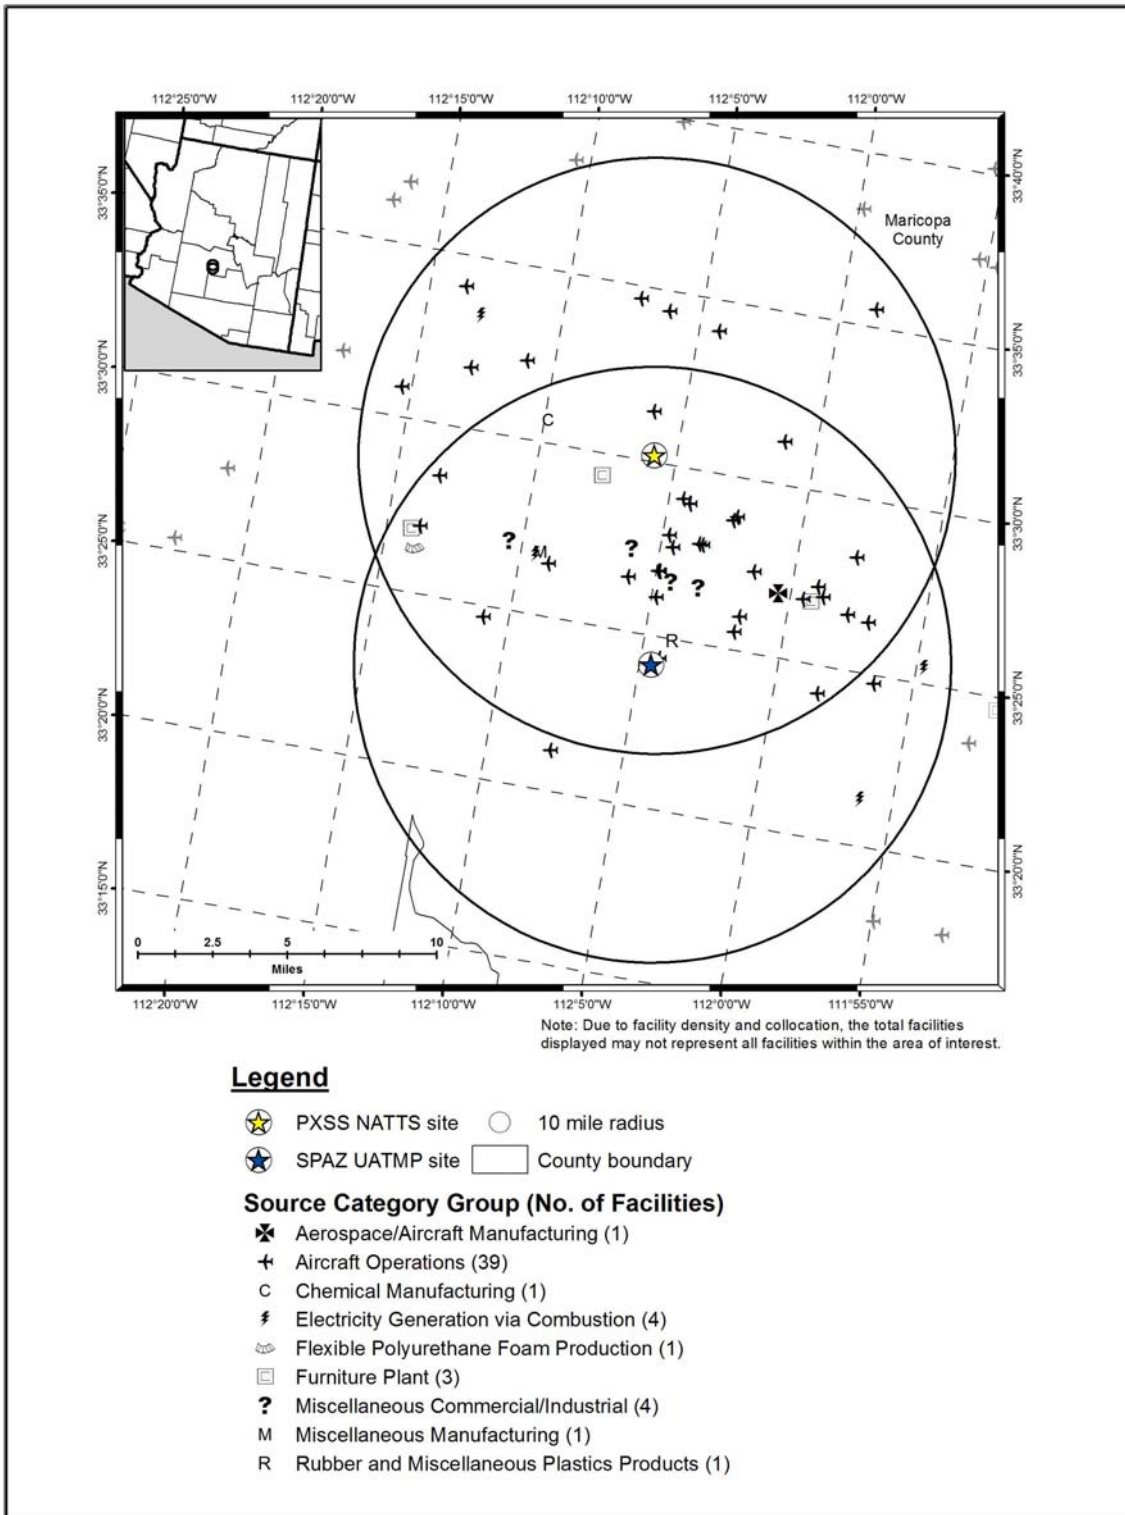 112°25'0"W 112°20'0"W 112°15'0"W 112°10'0"W 112°5'0"W 112°0'0"W
33°35'0"N
33°30'0"N
33°25'0"N
33°20'0"N
33°15'0"N
33°40'0"N
33°35'0"N
33°30'0"N
33°25'0"N
33°20'0"N
Maricopa
County
C
? ? ? ?
M
R
0 2.5 5 10
Miles
112°20'0"W 112°15'0"W 112°10'0"W 112°5'0"W 112°0'0"W 111°55'0"W
Note: Due to facility density and collocation, the total facilities
displayed may not represent all facilities within the area of interest.
Legend
PXSS NATTS site 10 mile radius
SPAZ UATMP site County boundary
Source Category Group (No. of Facilities)
Aerospace/Aircraft Manufacturing (1)
Aircraft Operations (39)
C Chemical Manufacturing (1)
Electricity Generation via Combustion (4)
Flexible Polyurethane Foam Production (1)
Furniture Plant (3)
? Miscellaneous Commercial/Industrial (4)
M Miscellaneous Manufacturing (1)
R Rubber and Miscellaneous Plastics Products (1)